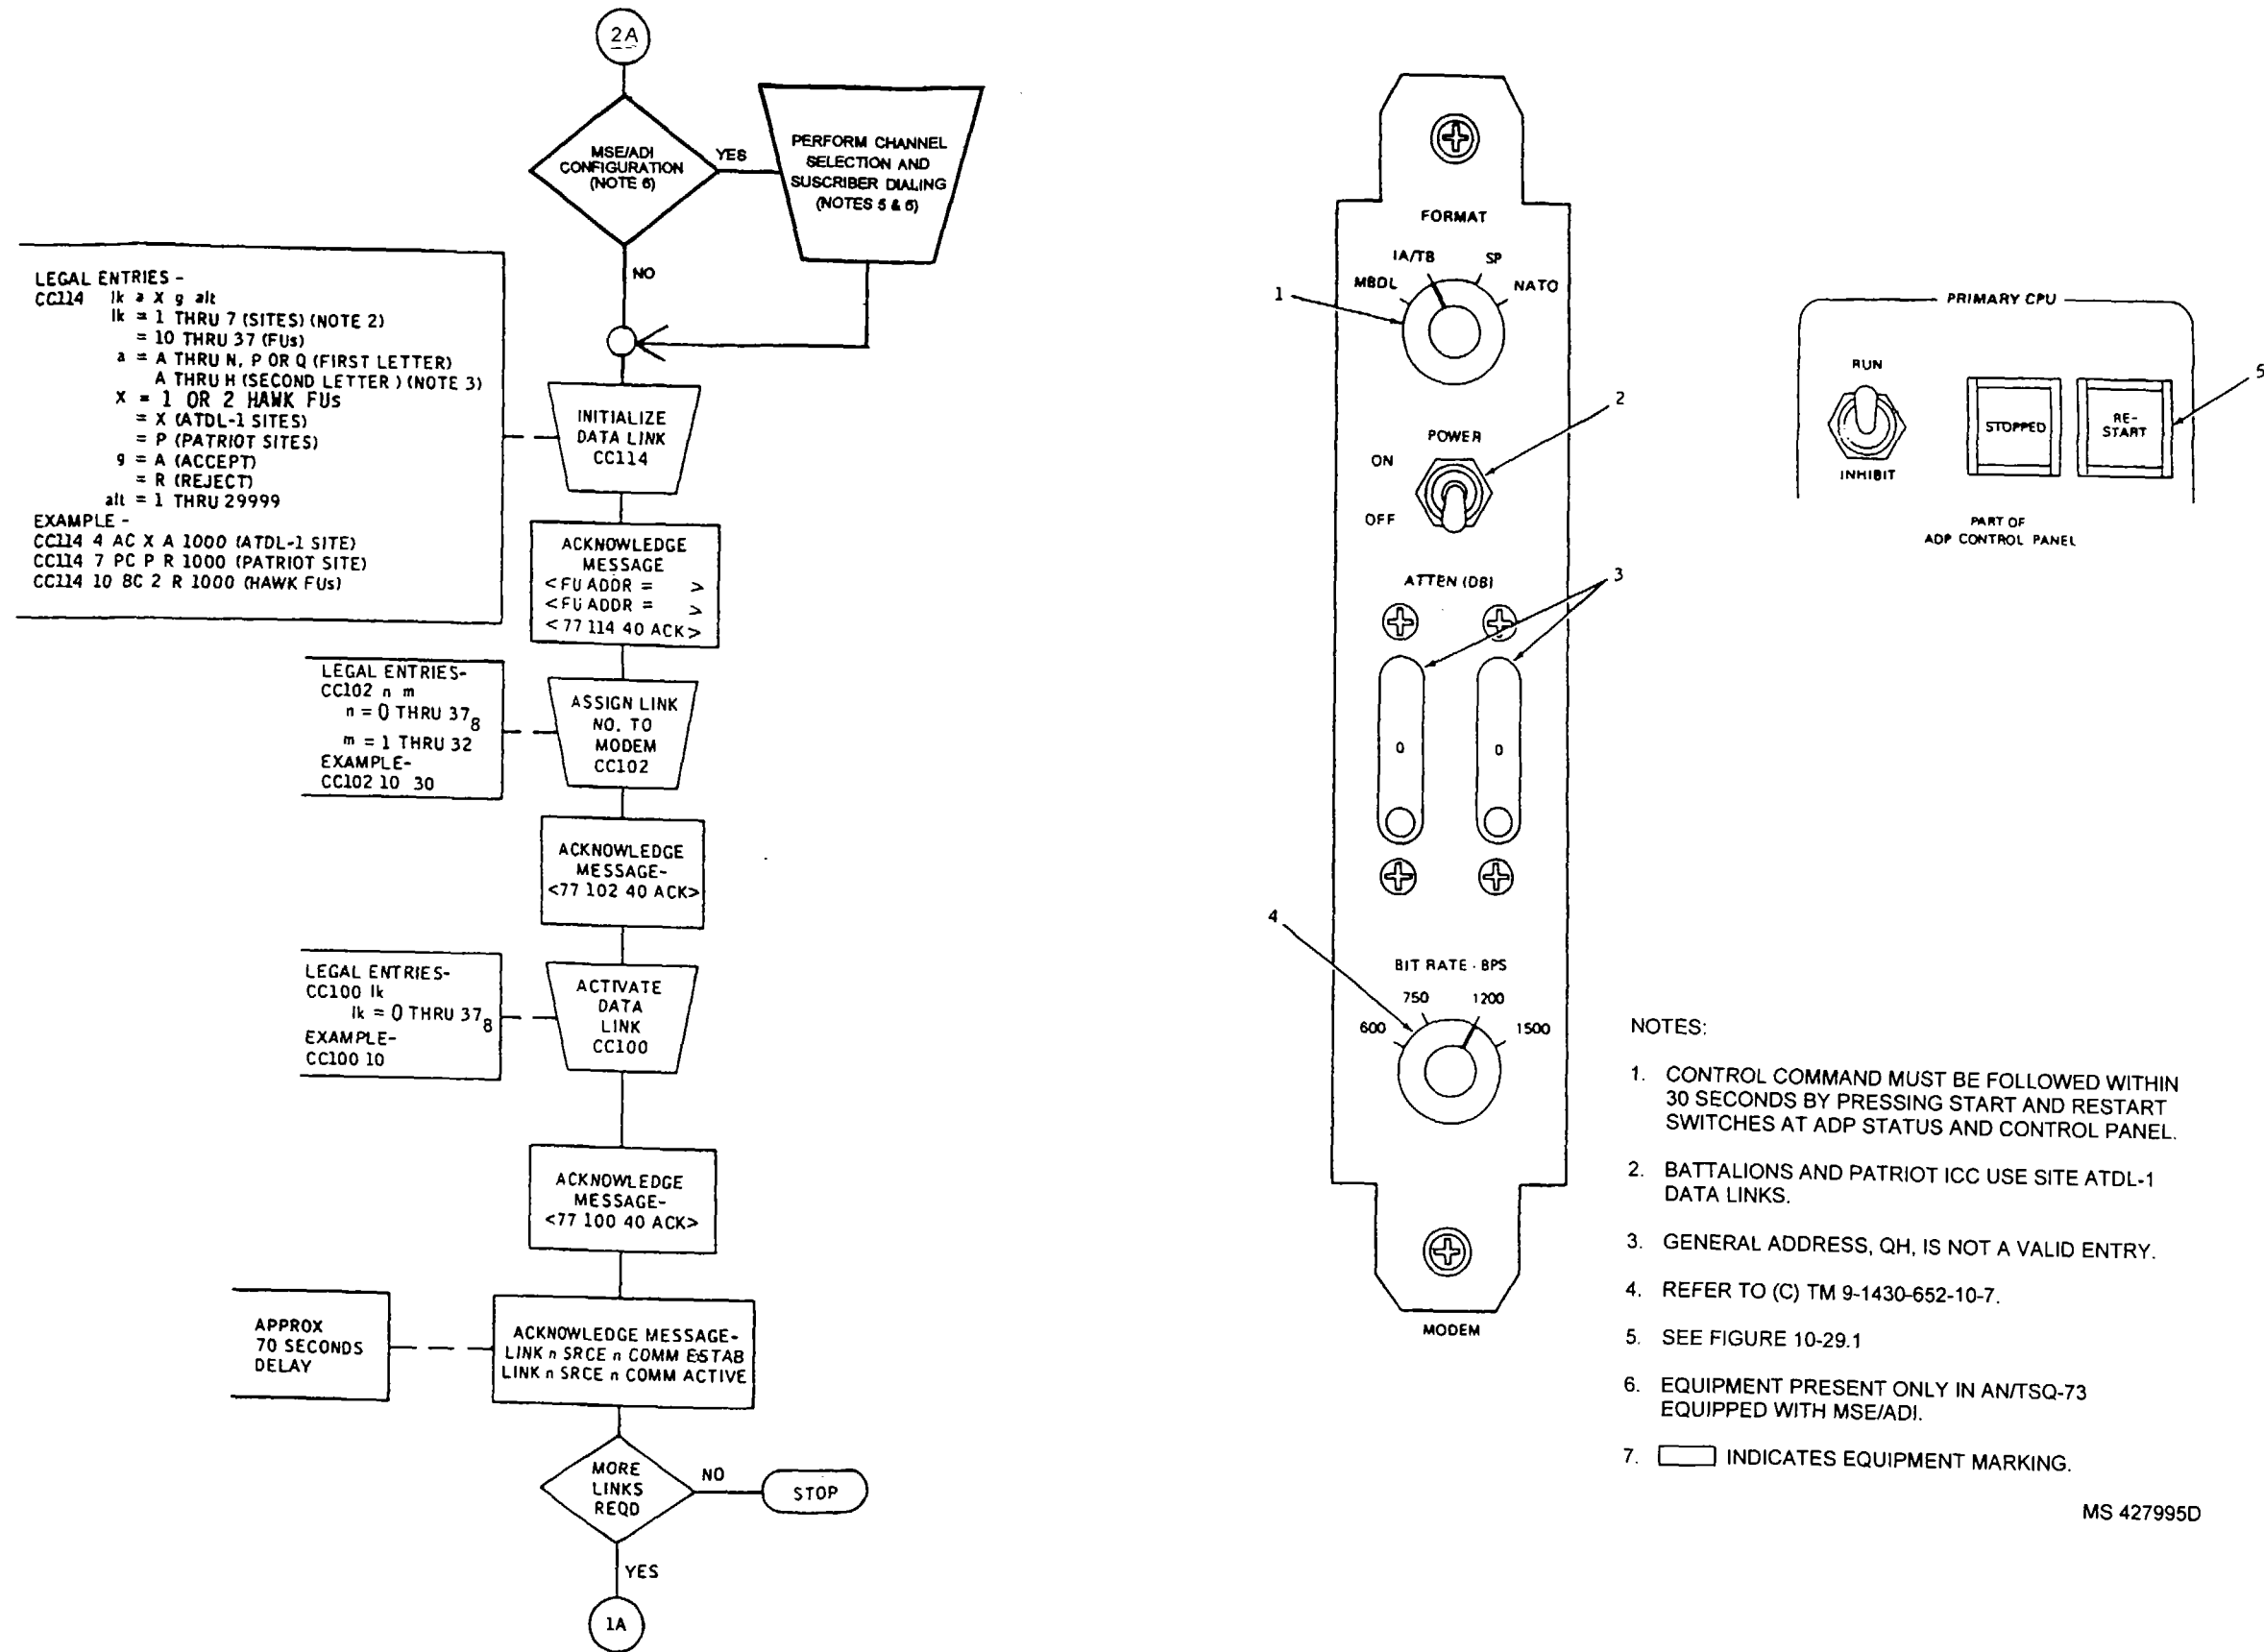 2A
MSE/ADI
CONFIGURATION
(NOTE 6)
YES
PERFORM CHANNEL
SELECTION AND
SUSCRIBER DIALING
(NOTES 5 & 6)
NO
LEGAL ENTRIES -
CC114 lk a X g alt
lk = 1 THRU 7 (SITES) (NOTE 2)
= 10 THRU 37 (FUs)
a = A THRU N, P OR Q (FIRST LETTER)
A THRU H (SECOND LETTER) (NOTE 3)
X = 1 OR 2 HAWK FUs
= X (ATDL-1 SITES)
= P (PATRIOT SITES)
g = A (ACCEPT)
= R (REJECT)
alt = 1 THRU 29999
EXAMPLE -
CC114 4 AC X A 1000 (ATDL-1 SITE)
CC114 7 PC P R 1000 (PATRIOT SITE)
CC114 10 BC 2 R 1000 (HAWK FUs)
INITIALIZE
DATA LINK
CC114
ACKNOWLEDGE
MESSAGE
<FU ADDR = >
<FU ADDR = >
<77 114 40 ACK>
LEGAL ENTRIES-
CC102 n m
n = 0 THRU 37₈
m = 1 THRU 32
EXAMPLE-
CC102 10 30
ASSIGN LINK
NO. TO
MODEM
CC102
ACKNOWLEDGE
MESSAGE-
<77 102 40 ACK>
LEGAL ENTRIES-
CC100 lk
lk = 0 THRU 37₈
EXAMPLE-
CC100 10
ACTIVATE
DATA
LINK
CC100
ACKNOWLEDGE
MESSAGE-
<77 100 40 ACK>
APPROX
70 SECONDS
DELAY
ACKNOWLEDGE MESSAGE-
LINK n SRCE n COMM ESTAB
LINK n SRCE n COMM ACTIVE
MORE
LINKS
REQD
NO
STOP
YES
1A
FORMAT
MBDL
IA/TB
SP
NATO
1
POWER
ON
OFF
2
ATTEN (DB)
3
0
0
4
BIT RATE - BPS
600
750
1200
1500
MODEM
PRIMARY CPU
RUN
INHIBIT
STOPPED
RE-
START
5
PART OF
ADP CONTROL PANEL
NOTES:
1. CONTROL COMMAND MUST BE FOLLOWED WITHIN
30 SECONDS BY PRESSING START AND RESTART
SWITCHES AT ADP STATUS AND CONTROL PANEL.
2. BATTALIONS AND PATRIOT ICC USE SITE ATDL-1
DATA LINKS.
3. GENERAL ADDRESS, QH, IS NOT A VALID ENTRY.
4. REFER TO (C) TM 9-1430-652-10-7.
5. SEE FIGURE 10-29.1
6. EQUIPMENT PRESENT ONLY IN AN/TSQ-73
EQUIPPED WITH MSE/ADI.
7. INDICATES EQUIPMENT MARKING.
MS 427995D